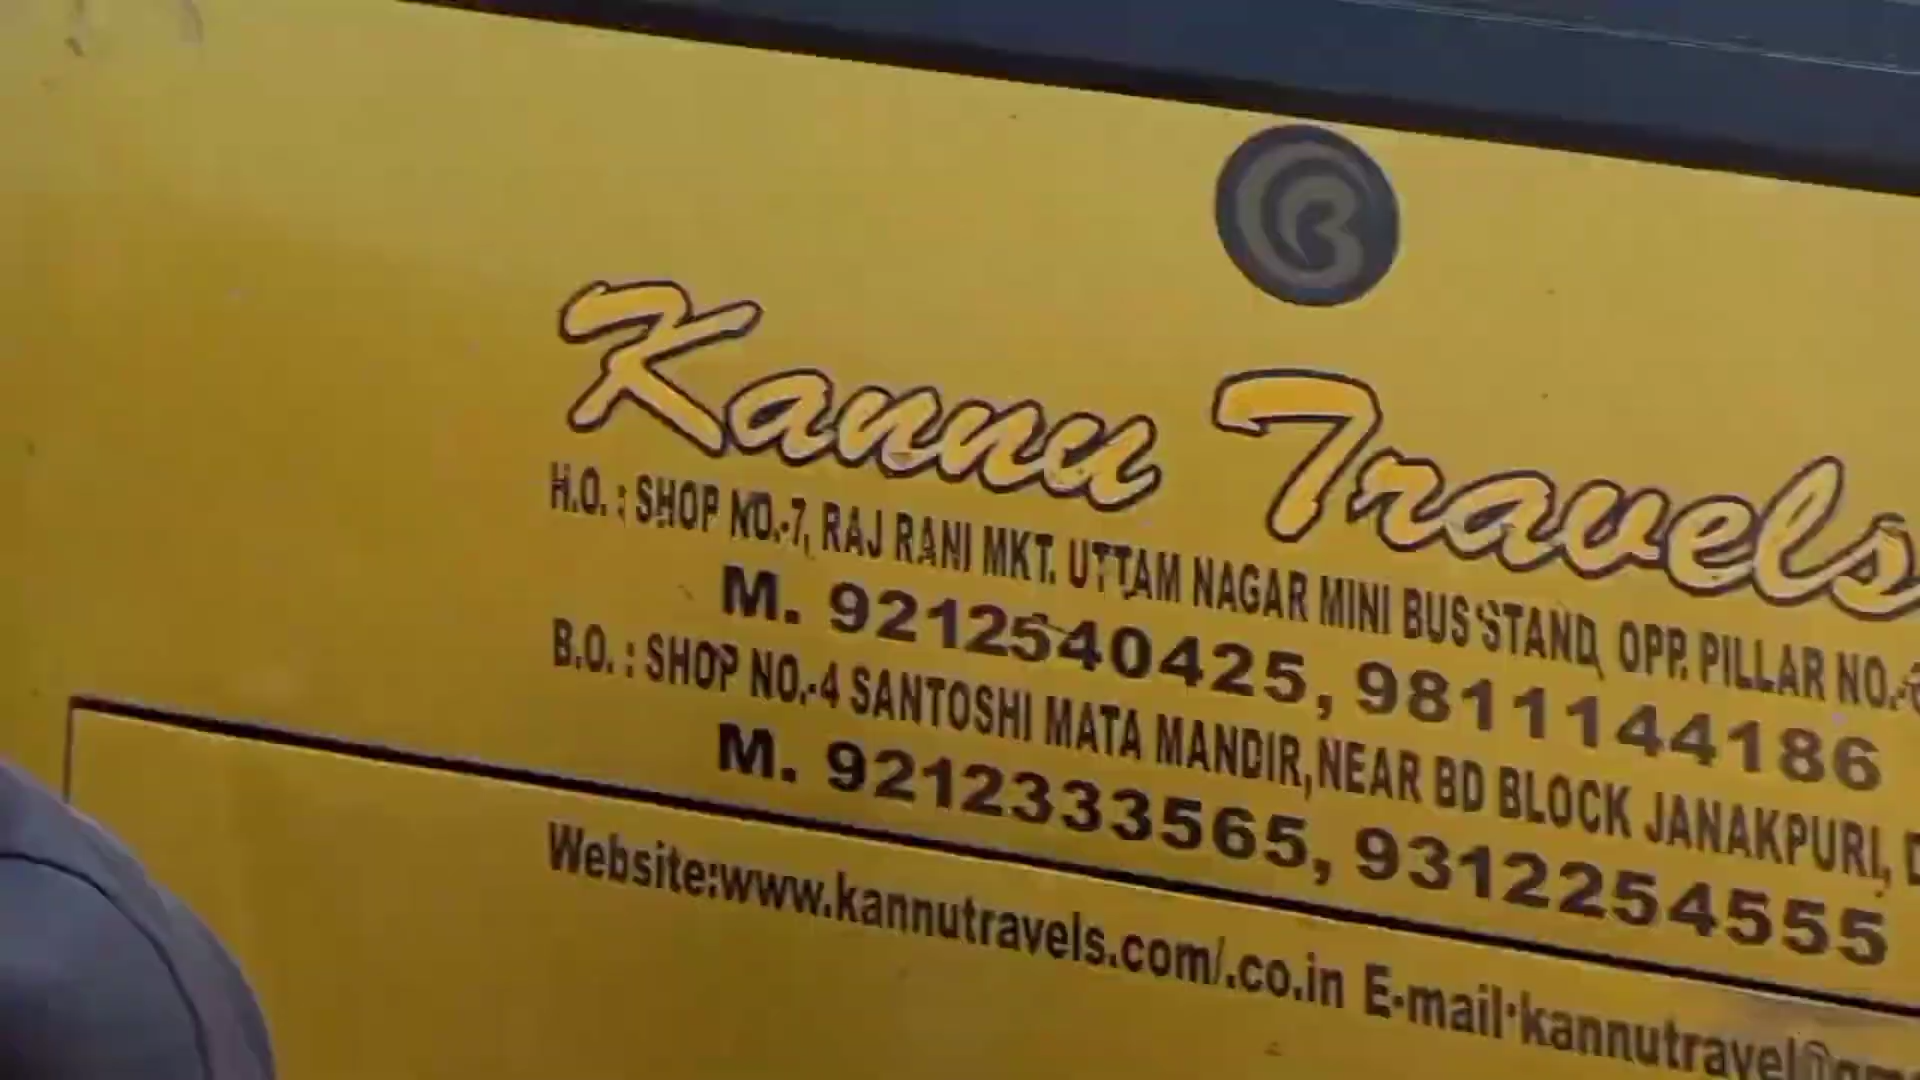 Kannu Travels
H.O. : SHOP NO.-7, RAJ RANI MKT. UTTAM NAGAR MINI BUS STAND, OPP. PILLAR NO.-
M. 9212540425, 9811144186
B.O. : SHOP NO.-4 SANTOSHI MATA MANDIR, NEAR BD BLOCK JANAKPURI,
M. 9212333565, 9312254555
Website:www.kannutravels.com/.co.in E-mail:kannutravel@